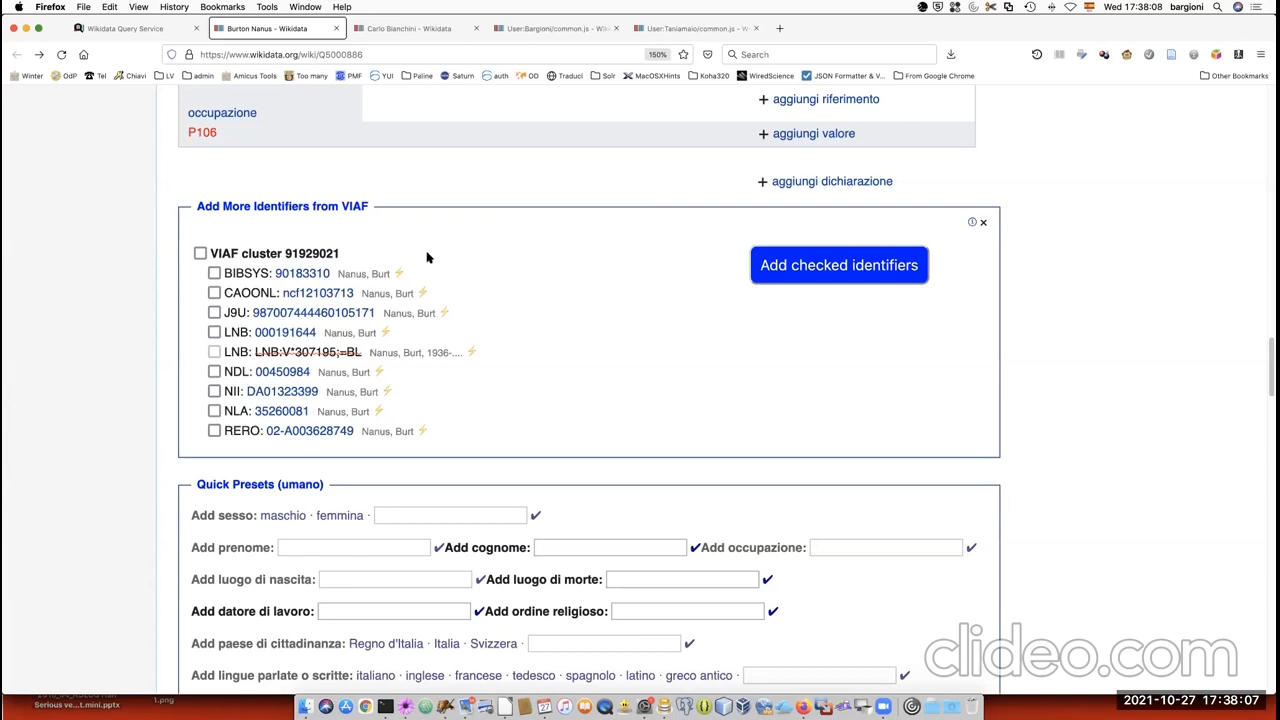 Firefox File Edit View History Bookmarks Tools Window Help Wed 17:38:08 bargioni
Wikidata Query Service × Burton Nanus - Wikidata × Carlo Bianchini - Wikidata × User:Bargioni/common.js - Wik × User:Taniamaio/common.js - W ×
https://www.wikidata.org/wiki/Q5000886 150% Search
Winter OdP Tel Chiavi LV admin Amicus Tools Too many PMF YUI Paline Saturn auth OD Traduci Solr MacOSXHints Koha320 WiredScience JSON Formatter & V... From Google Chrome Other Bookmarks
+ aggiungi riferimento
occupazione
P106
+ aggiungi valore
+ aggiungi dichiarazione
Add More Identifiers from VIAF
VIAF cluster 91929021
Add checked identifiers
BIBSYS: 90183310 Nanus, Burt
CAOONL: ncf12103713 Nanus, Burt
J9U: 987007444460105171 Nanus, Burt
LNB: 000191644 Nanus, Burt
LNB: LNB:V*307195;=BL Nanus, Burt, 1936-....
NDL: 00450984 Nanus, Burt
NII: DA01323399 Nanus, Burt
NLA: 35260081 Nanus, Burt
RERO: 02-A003628749 Nanus, Burt
Quick Presets (umano)
Add sesso: maschio · femmina ·
Add prenome: Add cognome: Add occupazione:
Add luogo di nascita: Add luogo di morte:
Add datore di lavoro: Add ordine religioso:
Add paese di cittadinanza: Regno d'Italia · Italia · Svizzera ·
Add lingue parlate o scritte: italiano · inglese · francese · tedesco · spagnolo · latino · greco antico ·
clideo.com
Serious ve...t.mini.pptx
1.png
2021-10-27 17:38:07